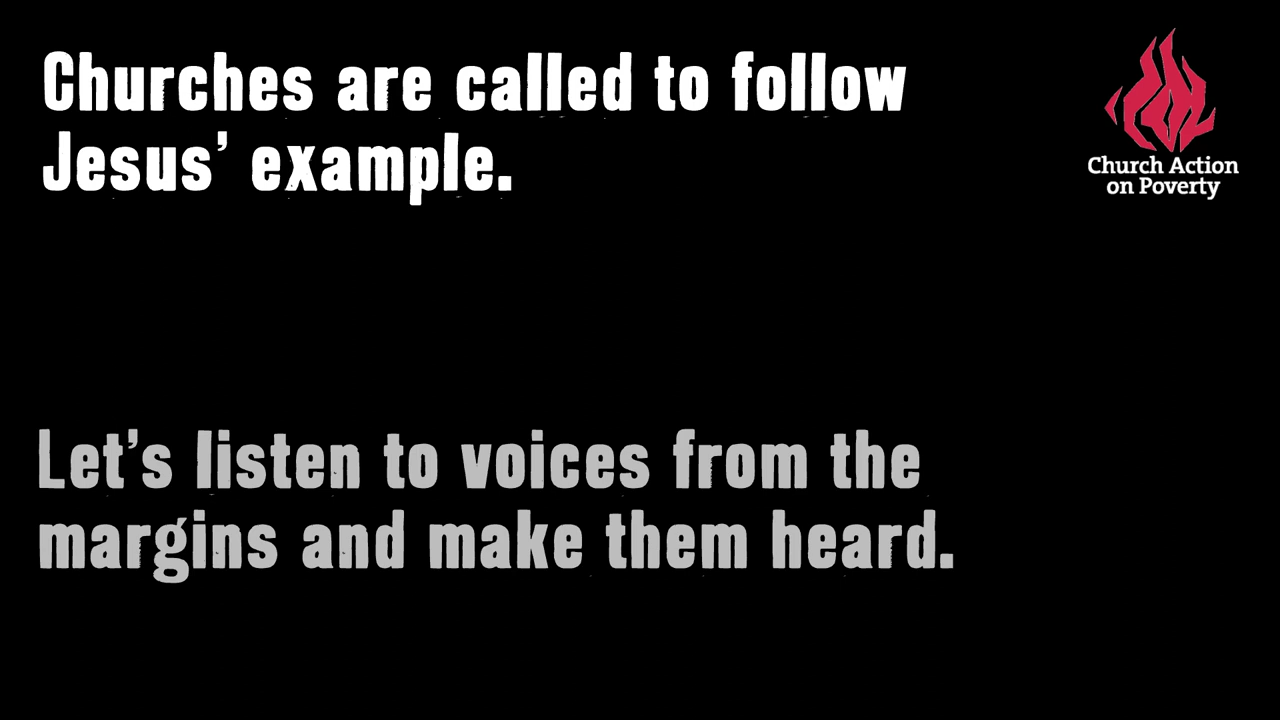 Churches are called to follow
Jesus’ example.
Church Action
on Poverty
Let’s listen to voices from the
margins and make them heard.